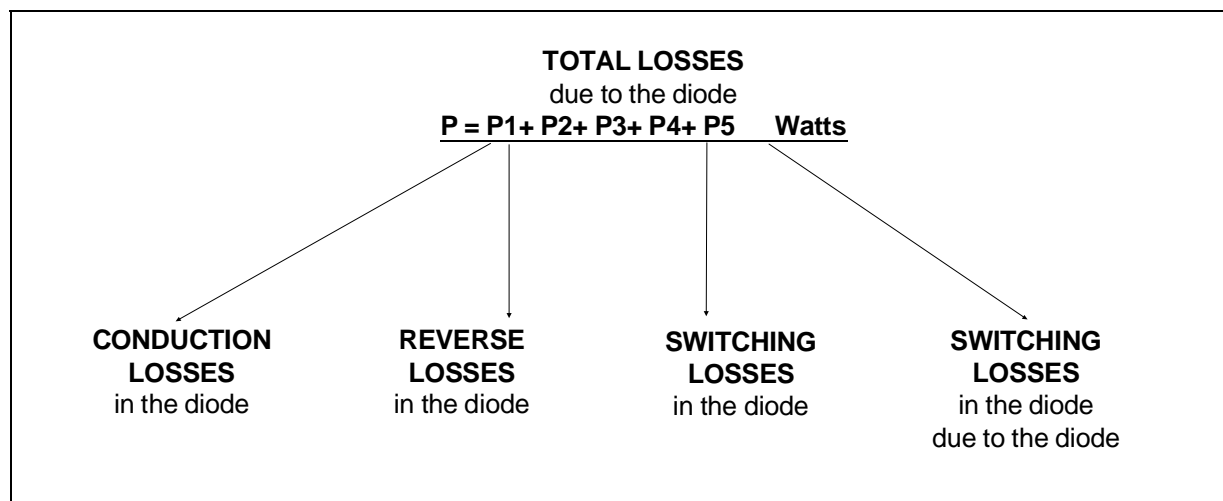 TOTAL LOSSES
due to the diode
P = P1+ P2+ P3+ P4+ P5 Watts
CONDUCTION
LOSSES
in the diode
REVERSE
LOSSES
in the diode
SWITCHING
LOSSES
in the diode
SWITCHING
LOSSES
in the diode
due to the diode